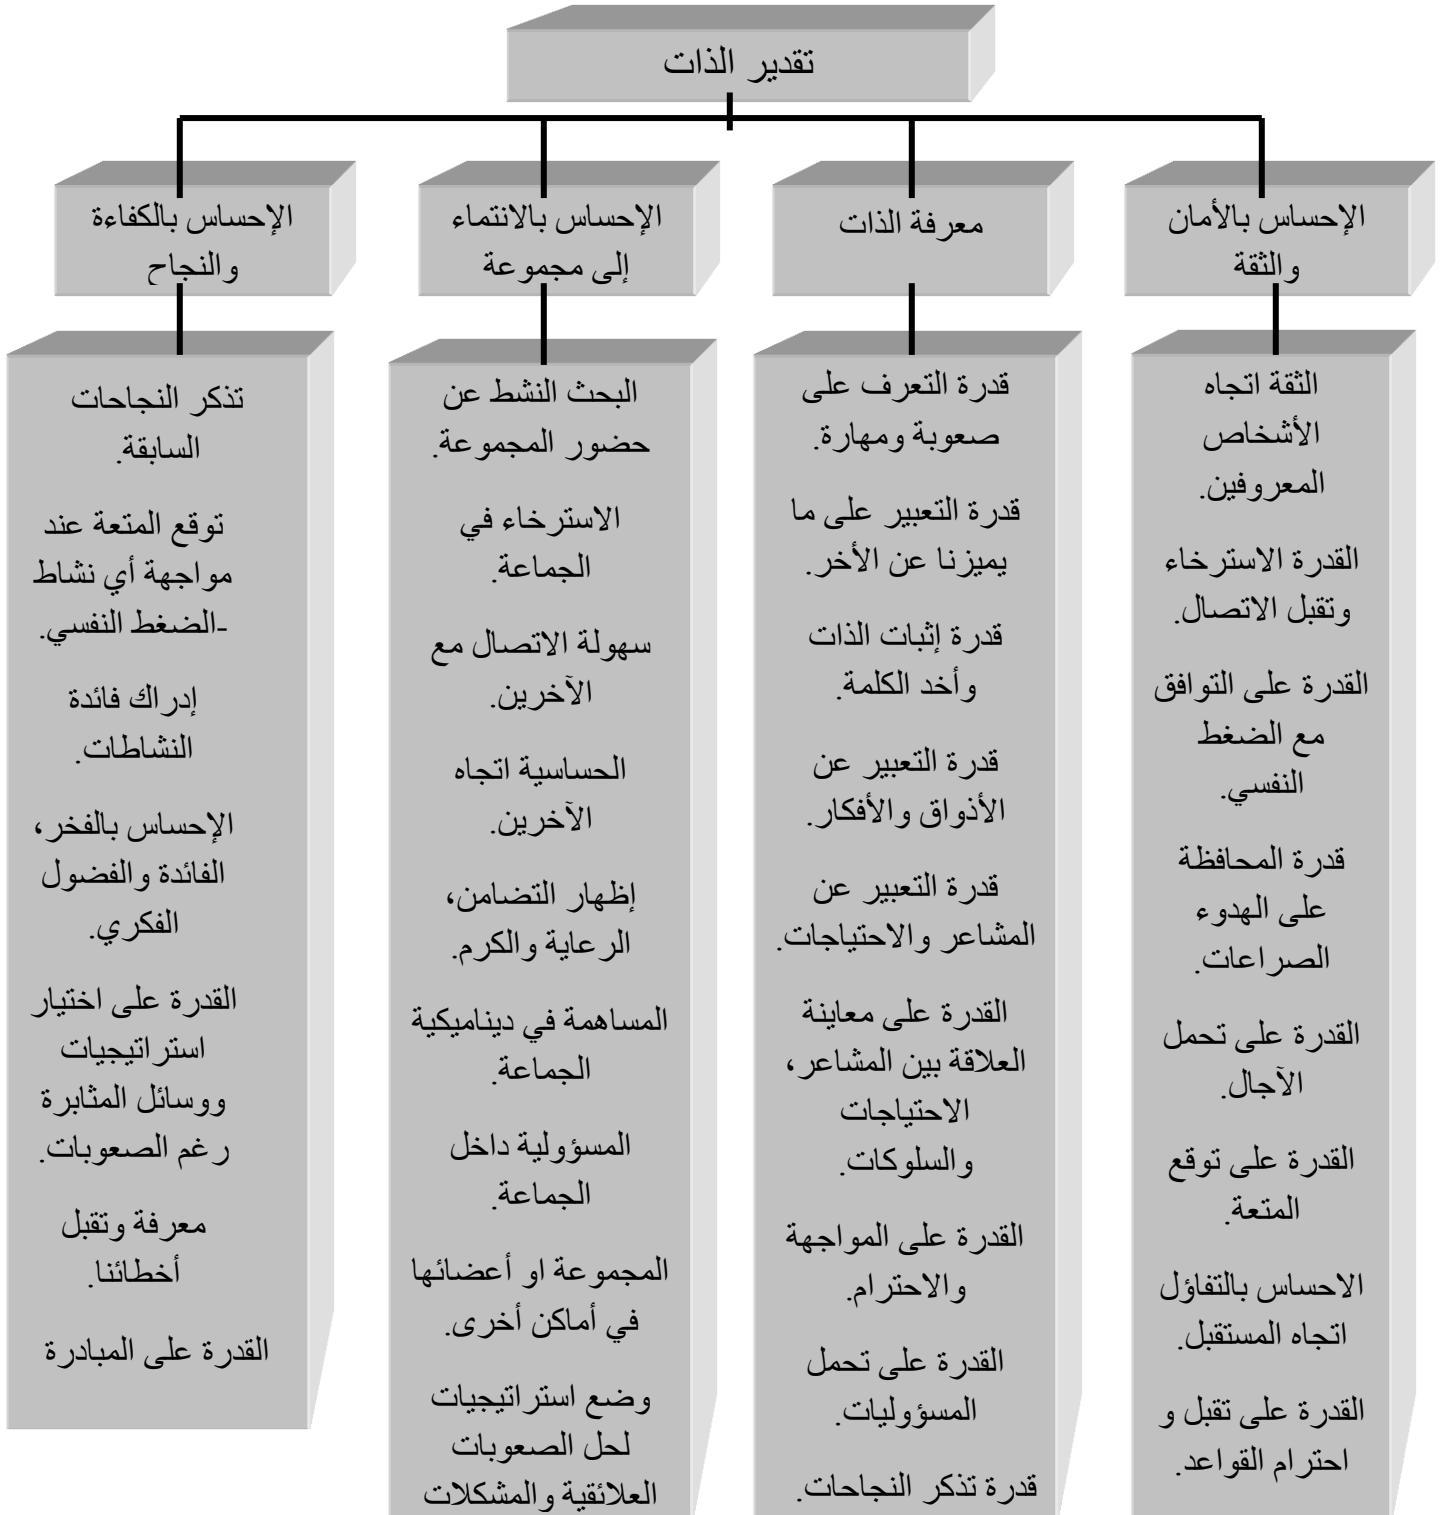 تقدير الذات
الإحساس بالأمان
والثقة
معرفة الذات
الإحساس بالانتماء
إلى مجموعة
الإحساس بالكفاءة
والنجاح
الثقة اتجاه
الأشخاص
المعروفين.
القدرة الاسترخاء
وتقبل الاتصال.
القدرة على التوافق
مع الضغط
النفسي.
قدرة المحافظة
على الهدوء
الصراعات.
القدرة على تحمل
الآجال.
القدرة على توقع
المتعة.
الاحساس بالتفاؤل
اتجاه المستقبل.
القدرة على تقبل و
احترام القواعد.
قدرة التعرف على
صعوبة ومهارة.
قدرة التعبير على ما
يميزنا عن الأخر.
قدرة إثبات الذات
وأخد الكلمة.
قدرة التعبير عن
الأذواق والأفكار.
قدرة التعبير عن
المشاعر والاحتياجات.
القدرة على معاينة
العلاقة بين المشاعر،
الاحتياجات
والسلوكات.
القدرة على المواجهة
والاحترام.
القدرة على تحمل
المسؤوليات.
قدرة تذكر النجاحات.
البحث النشط عن
حضور المجموعة.
الاسترخاء في
الجماعة.
سهولة الاتصال مع
الآخرين.
الحساسية اتجاه
الآخرين.
إظهار التضامن،
الرعاية والكرم.
المساهمة في ديناميكية
الجماعة.
المسؤولية داخل
الجماعة.
المجموعة او أعضائها
في أماكن أخرى.
وضع استراتيجيات
لحل الصعوبات
العلائقية والمشكلات
تذكر النجاحات
السابقة.
توقع المتعة عند
مواجهة أي نشاط
-الضغط النفسي.
إدراك فائدة
النشاطات.
الإحساس بالفخر،
الفائدة والفضول
الفكري.
القدرة على اختيار
استراتيجيات
ووسائل المثابرة
رغم الصعوبات.
معرفة وتقبل
أخطائنا.
القدرة على المبادرة